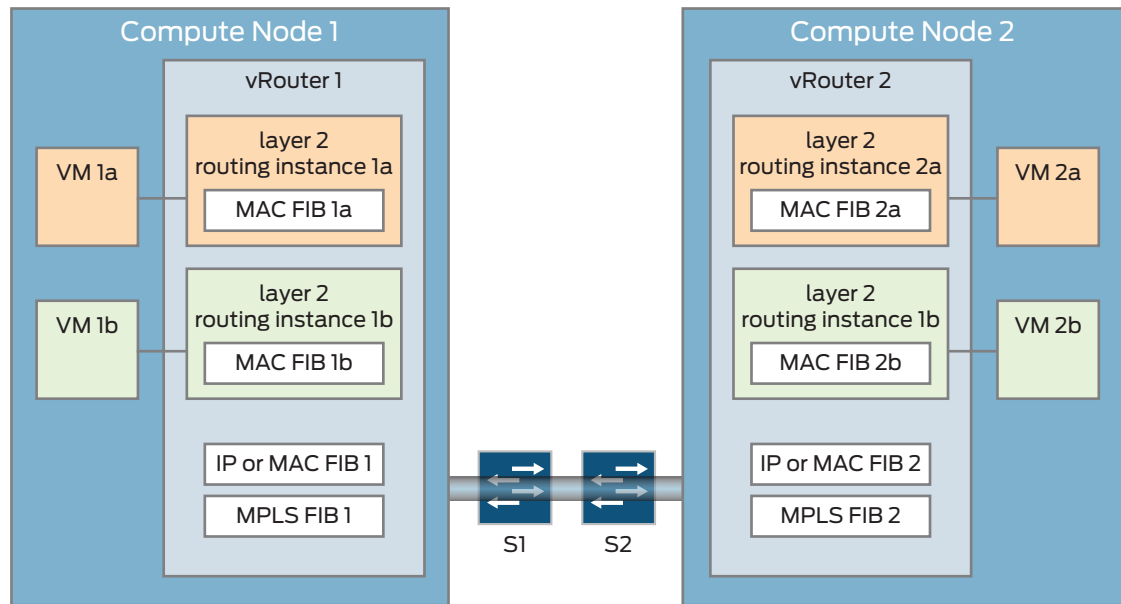 Compute Node 1
vRouter 1
layer 2
routing instance 1a
MAC FIB 1a
VM 1a
layer 2
routing instance 1b
MAC FIB 1b
VM 1b
IP or MAC FIB 1
MPLS FIB 1
S1
S2
Compute Node 2
vRouter 2
layer 2
routing instance 2a
MAC FIB 2a
VM 2a
layer 2
routing instance 1b
MAC FIB 2b
VM 2b
IP or MAC FIB 2
MPLS FIB 2